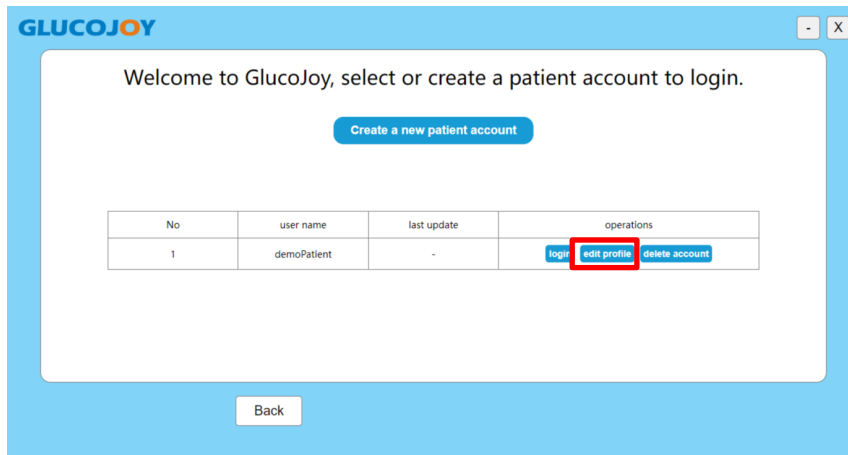 GLUCOJOY
- X
Welcome to GlucoJoy, select or create a patient account to login.
Create a new patient account
No user name last update operations
1 demoPatient - login edit profile delete account
Back